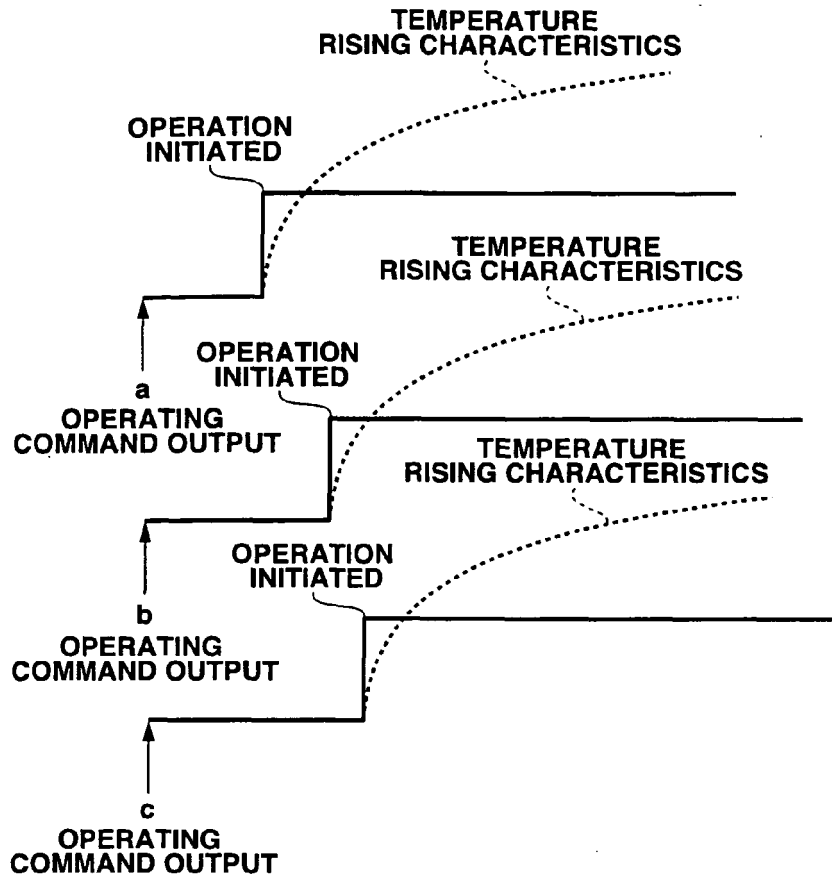 TEMPERATURE
RISING CHARACTERISTICS
OPERATION
INITIATED
TEMPERATURE
RISING CHARACTERISTICS
a
OPERATING
COMMAND OUTPUT
OPERATION
INITIATED
TEMPERATURE
RISING CHARACTERISTICS
b
OPERATING
COMMAND OUTPUT
OPERATION
INITIATED
c
OPERATING
COMMAND OUTPUT